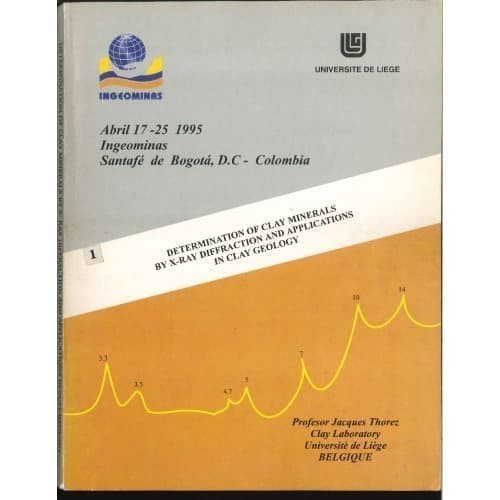 INGEOMINAS
UNIVERSITE DE LIEGE
Abril 17 -25 1995
Ingeominas
Santafé de Bogotá, D.C - Colombia
1
DETERMINATION OF CLAY MINERALS
BY X-RAY DIFFRACTION AND APPLICATIONS
IN CLAY GEOLOGY
3.3
3.5
4.7
5
7
10
14
Profesor Jacques Thorez
Clay Laboratory
Universitè de Liège
BELGIQUE